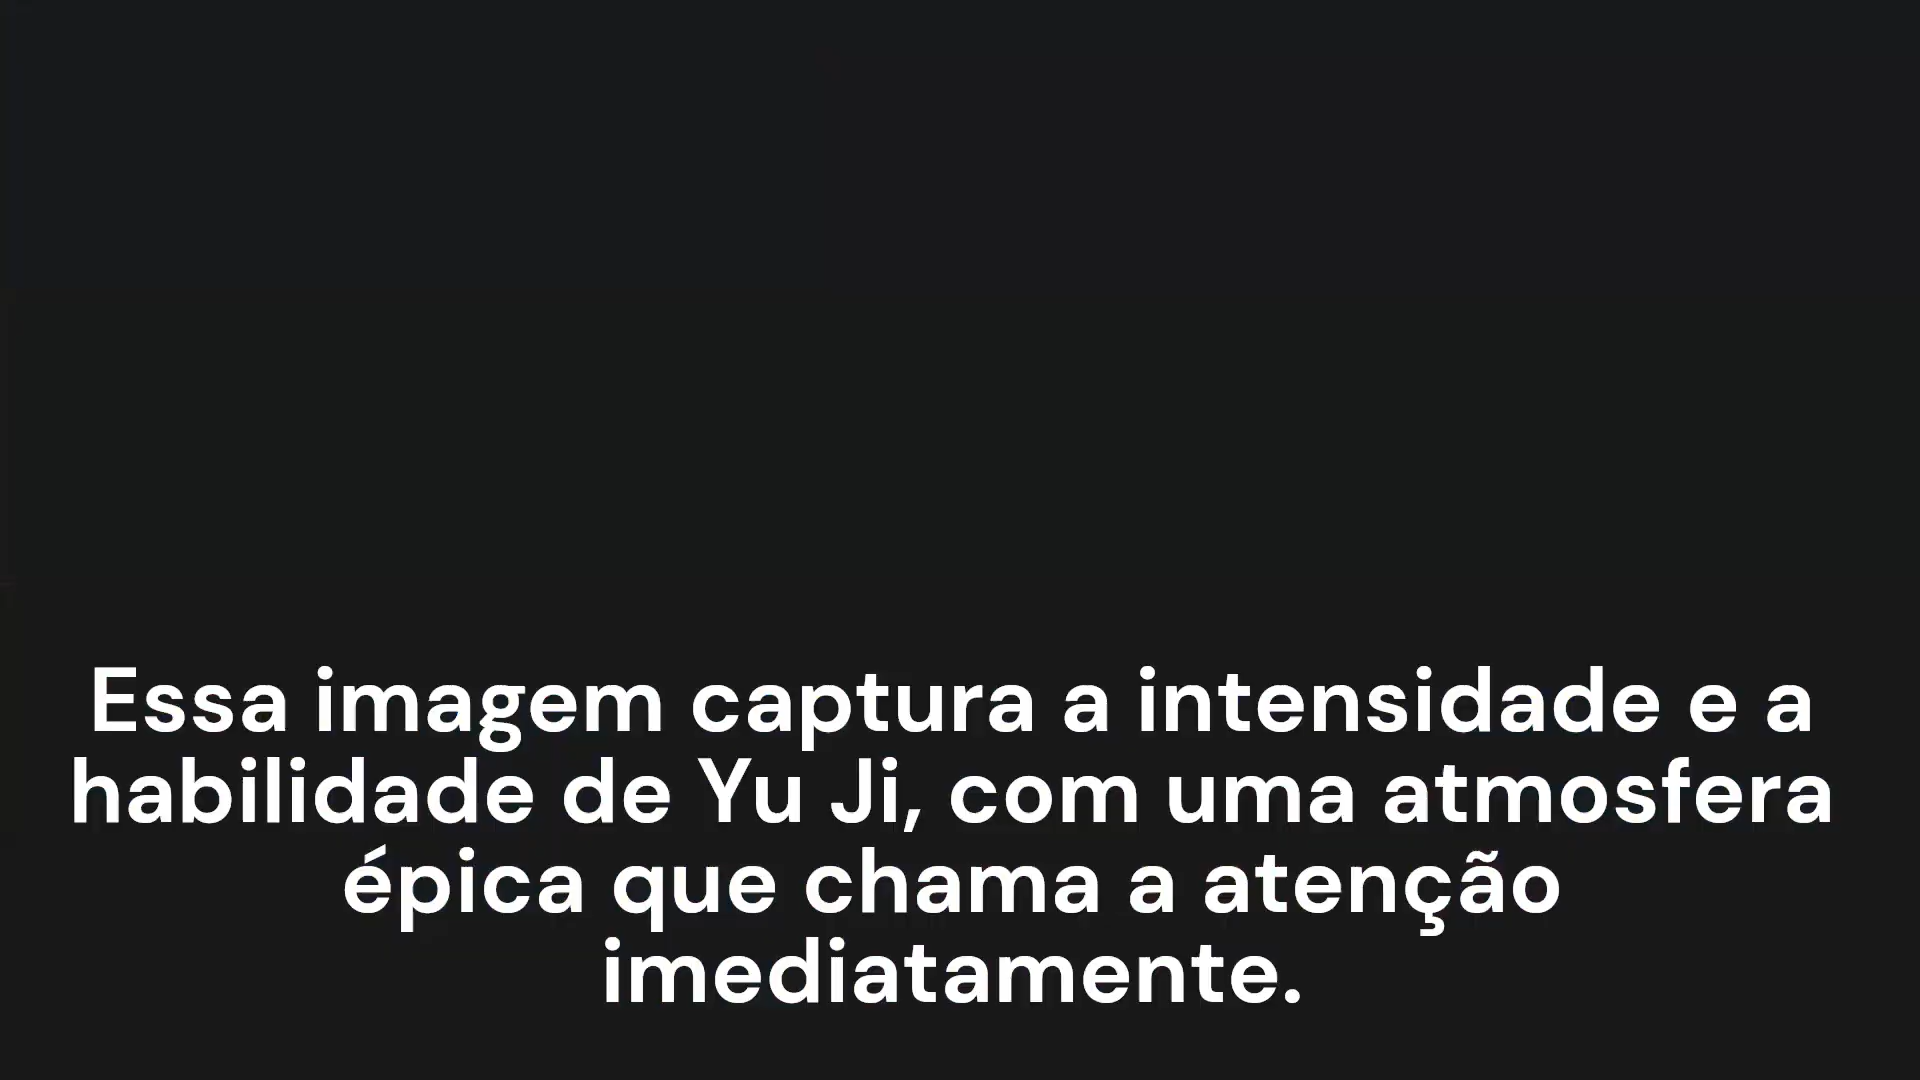 Essa imagem captura a intensidade e a
habilidade de Yu Ji, com uma atmosfera
épica que chama a atenção
imediatamente.